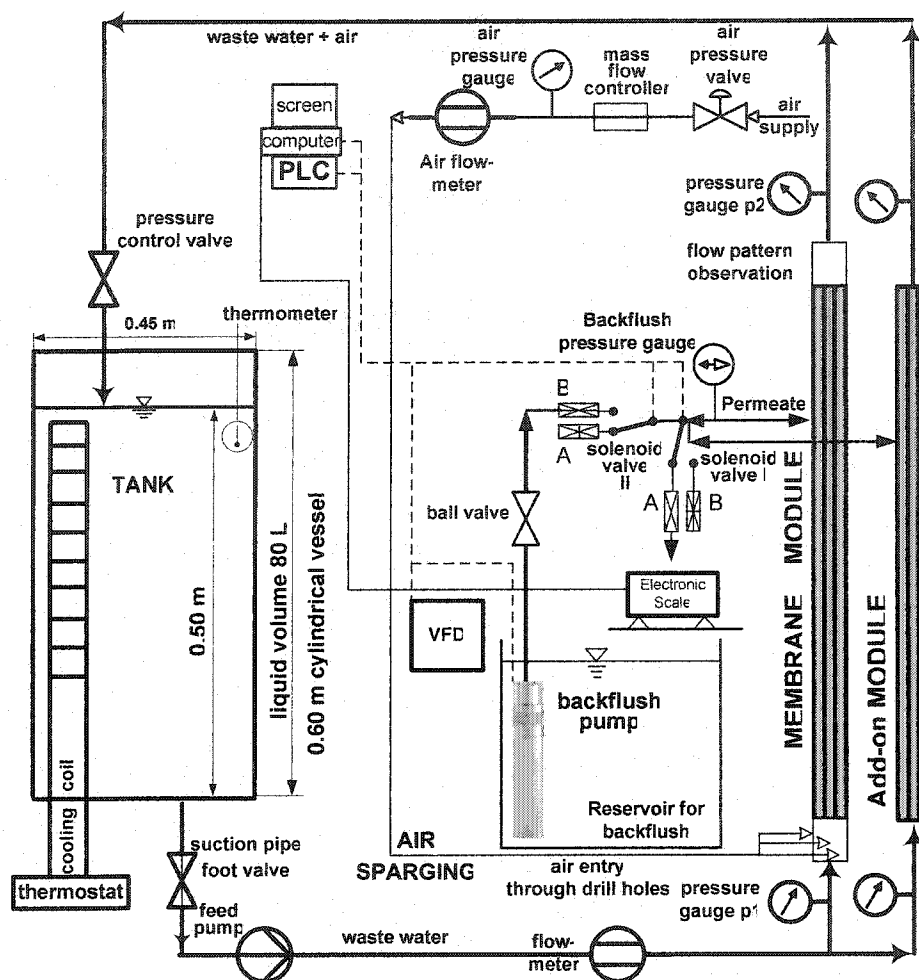 waste water + air
air
pressure
gauge
mass
flow
controller
air
pressure
valve
air
supply
screen
computer
PLC
Air flow-
meter
pressure
gauge p2
pressure
control valve
flow pattern
observation
0.45 m
thermometer
Backflush
pressure gauge
B
A
Permeate
solenoid
valve
II
solenoid
valve I
A
B
TANK
ball valve
0.50 m
liquid volume 80 L
0.60 m cylindrical vessel
Electronic
Scale
VFD
MEMBRANE MODULE
Add-on MODULE
backflush
pump
Reservoir for
backflush
cooling coil
thermostat
suction pipe
foot valve
feed
pump
AIR
SPARGING
air entry
through drill holes
pressure
gauge p1
waste water
flow-
meter